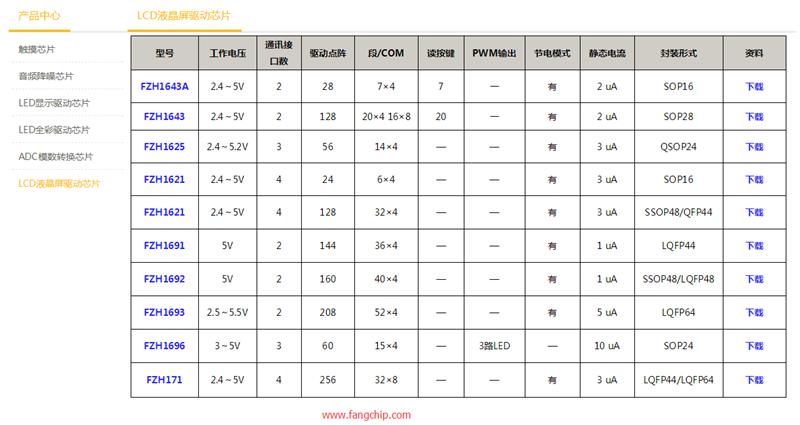 产品中心
LCD液晶屏驱动芯片
触摸芯片
音频降噪芯片
LED显示驱动芯片
LED全彩驱动芯片
ADC模数转换芯片
LCD液晶屏驱动芯片
型号 工作电压 通讯接口数 驱动点阵 段/COM 读按键 PWM输出 节电模式 静态电流 封装形式 资料
FZH1643A 2.4～5V 2 28 7×4 7 — 有 2 uA SOP16 下载
FZH1643 2.4～5V 2 128 20×4 16×8 20 — 有 2 uA SOP28 下载
FZH1625 2.4～5.2V 3 56 14×4 — — 有 3 uA QSOP24 下载
FZH1621 2.4～5V 4 24 6×4 — — 有 3 uA SOP16 下载
FZH1621 2.4～5V 4 128 32×4 — — 有 3 uA SSOP48/QFP44 下载
FZH1691 5V 2 144 36×4 — — 有 1 uA LQFP44 下载
FZH1692 5V 2 160 40×4 — — 有 1 uA SSOP48/LQFP48 下载
FZH1693 2.5～5.5V 2 208 52×4 — — 有 5 uA LQFP64 下载
FZH1696 3～5V 3 60 15×4 — 3路LED — 10 uA SOP24 下载
FZH171 2.4～5V 4 256 32×8 — — 有 3 uA LQFP44/LQFP64 下载
www.fangchip.com